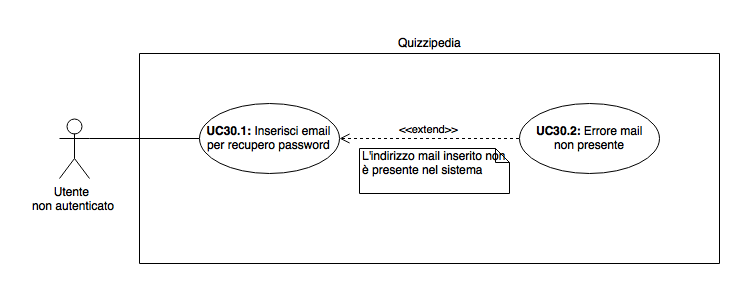 Quizzipedia
UC30.1: Inserisci email
per recupero password
<<extend>>
UC30.2: Errore mail
non presente
L'indirizzo mail inserito non
è presente nel sistema
Utente
non autenticato